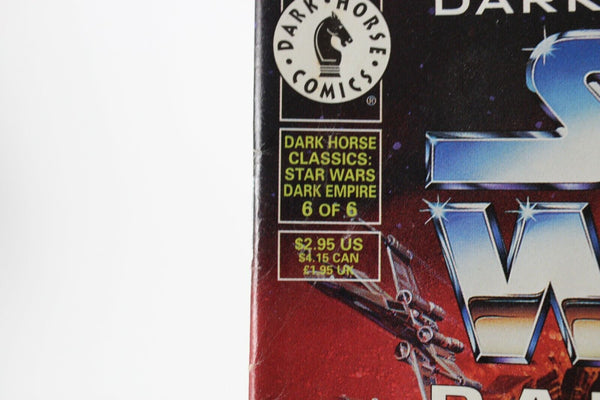 DARK
DARK HORSE
COMICS
®
S
DARK HORSE
CLASSICS:
STAR WARS
DARK EMPIRE
6 OF 6
$2.95 US
$4.15 CAN
£1.95 UK
W
DA